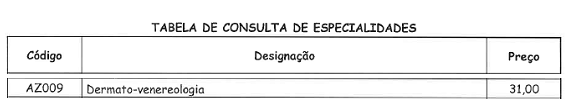 TABELA DE CONSULTA DE ESPECIALIDADES
Código Designação Preço
AZ009 Dermato-venereologia 31,00